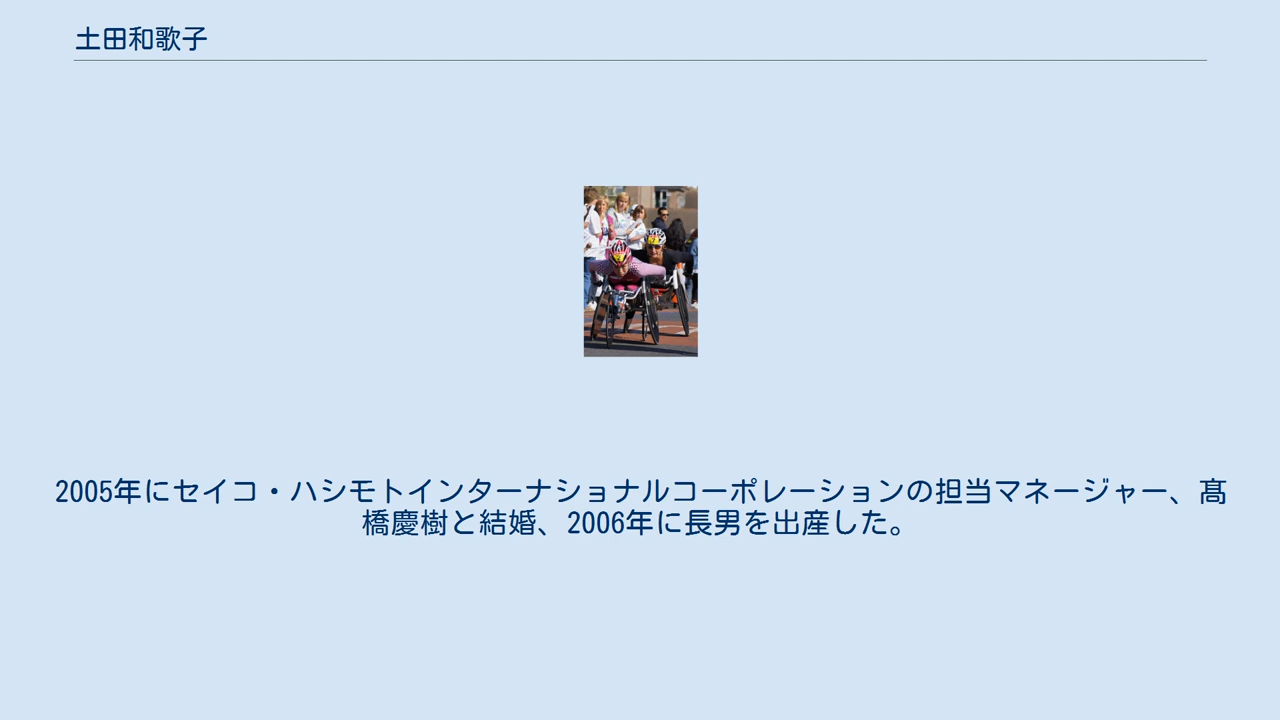 土田和歌子
2005年にセイコ・ハシモトインターナショナルコーポレーションの担当マネージャー、髙
橋慶樹と結婚、2006年に長男を出産した。